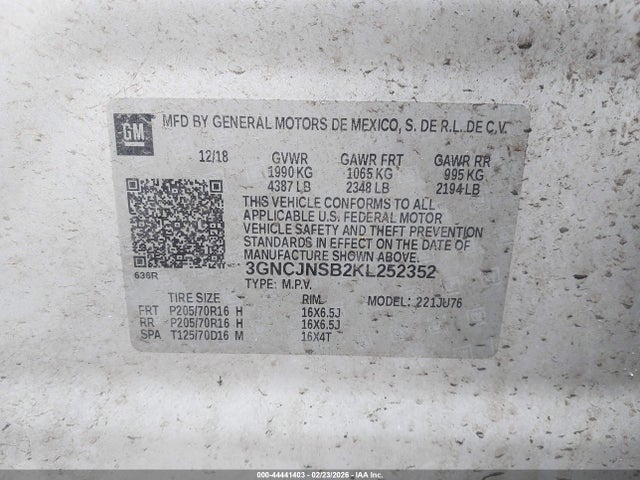 GM MFD BY GENERAL MOTORS DE MEXICO, S. DE R.L. DE C.V.
12/18 GVWR GAWR FRT GAWR RR
1990 KG 1065 KG 995 KG
4387 LB 2348 LB 2194 LB
THIS VEHICLE CONFORMS TO ALL
APPLICABLE U.S. FEDERAL MOTOR
VEHICLE SAFETY AND THEFT PREVENTION
STANDARDS IN EFFECT ON THE DATE OF
MANUFACTURE SHOWN ABOVE.
636R 3GNCJNSB2KL252352
TYPE: M.P.V.
TIRE SIZE RIM MODEL: 221JU76
FRT P205/70R16 H 16X6.5J
RR P205/70R16 H 16X6.5J
SPA T125/70D16 M 16X4T
000-44441403 - 02/23/2026 - IAAI.COM